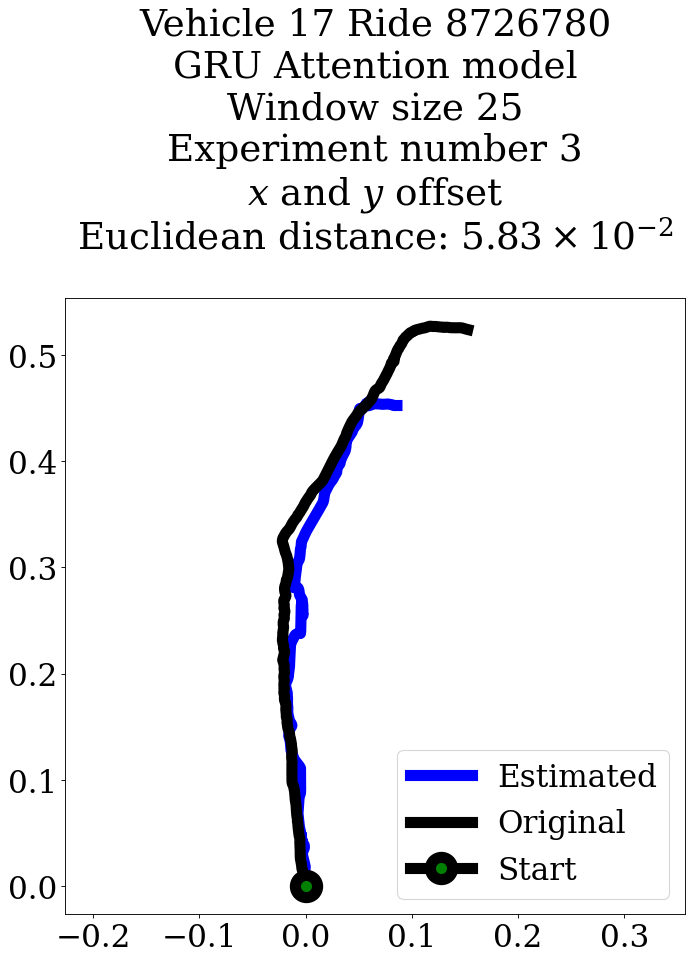 Vehicle 17 Ride 8726780
GRU Attention model
Window size 25
Experiment number 3
x and y offset
Euclidean distance: 5.83 × 10⁻²
0.5
0.4
0.3
0.2
0.1
0.0
Estimated
Original
Start
−0.2 −0.1 0.0 0.1 0.2 0.3